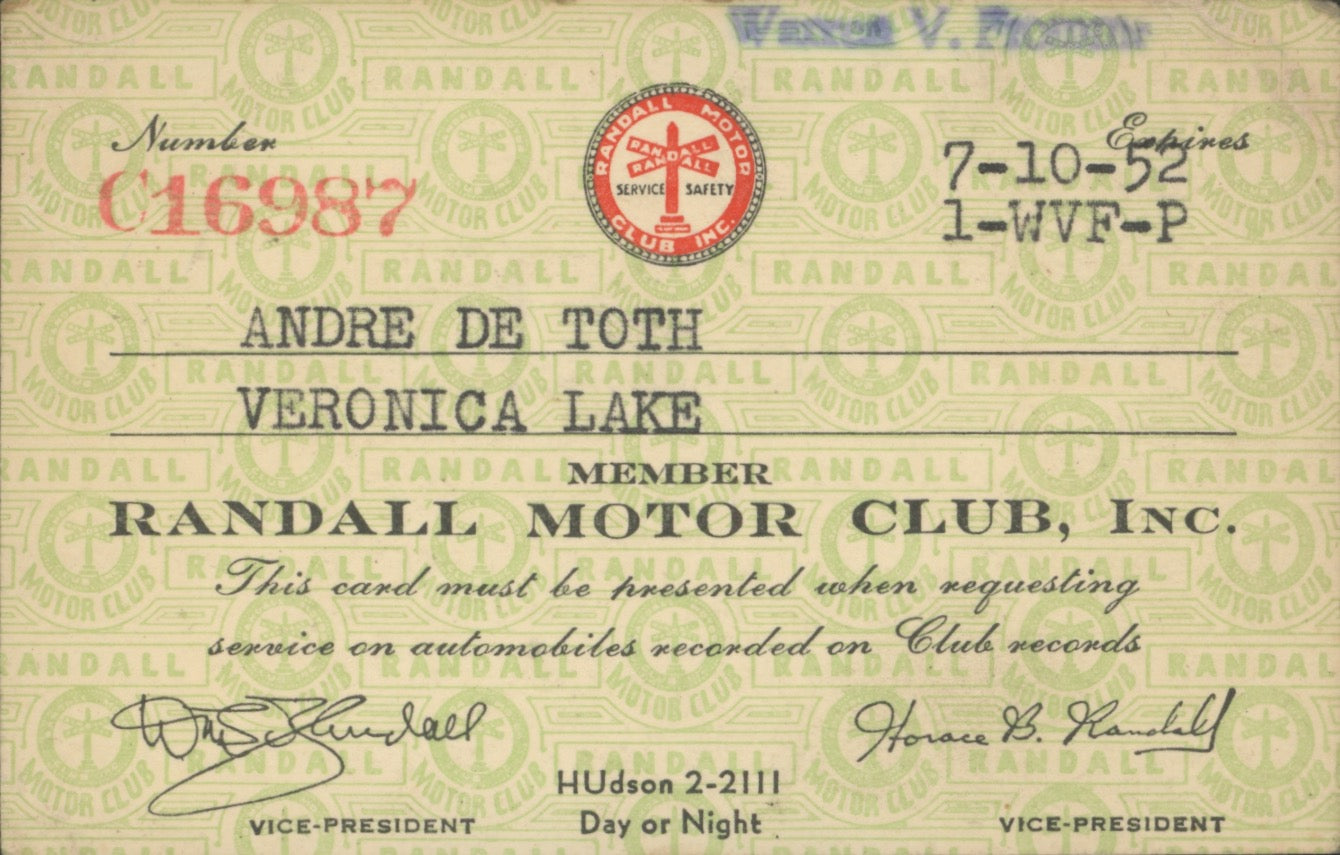 V.
Number
Expires
C16987
RANDALL MOTOR CLUB INC.
RANDALL
RANDALL
SERVICE SAFETY
7-10-52
1-WVF-P
ANDRE DE TOTH
VERONICA LAKE
MEMBER
RANDALL MOTOR CLUB, INC.
This card must be presented when requesting
service on automobiles recorded on Club records
Horace B. Randall
HUdson 2-2111
VICE-PRESIDENT
Day or Night
VICE-PRESIDENT